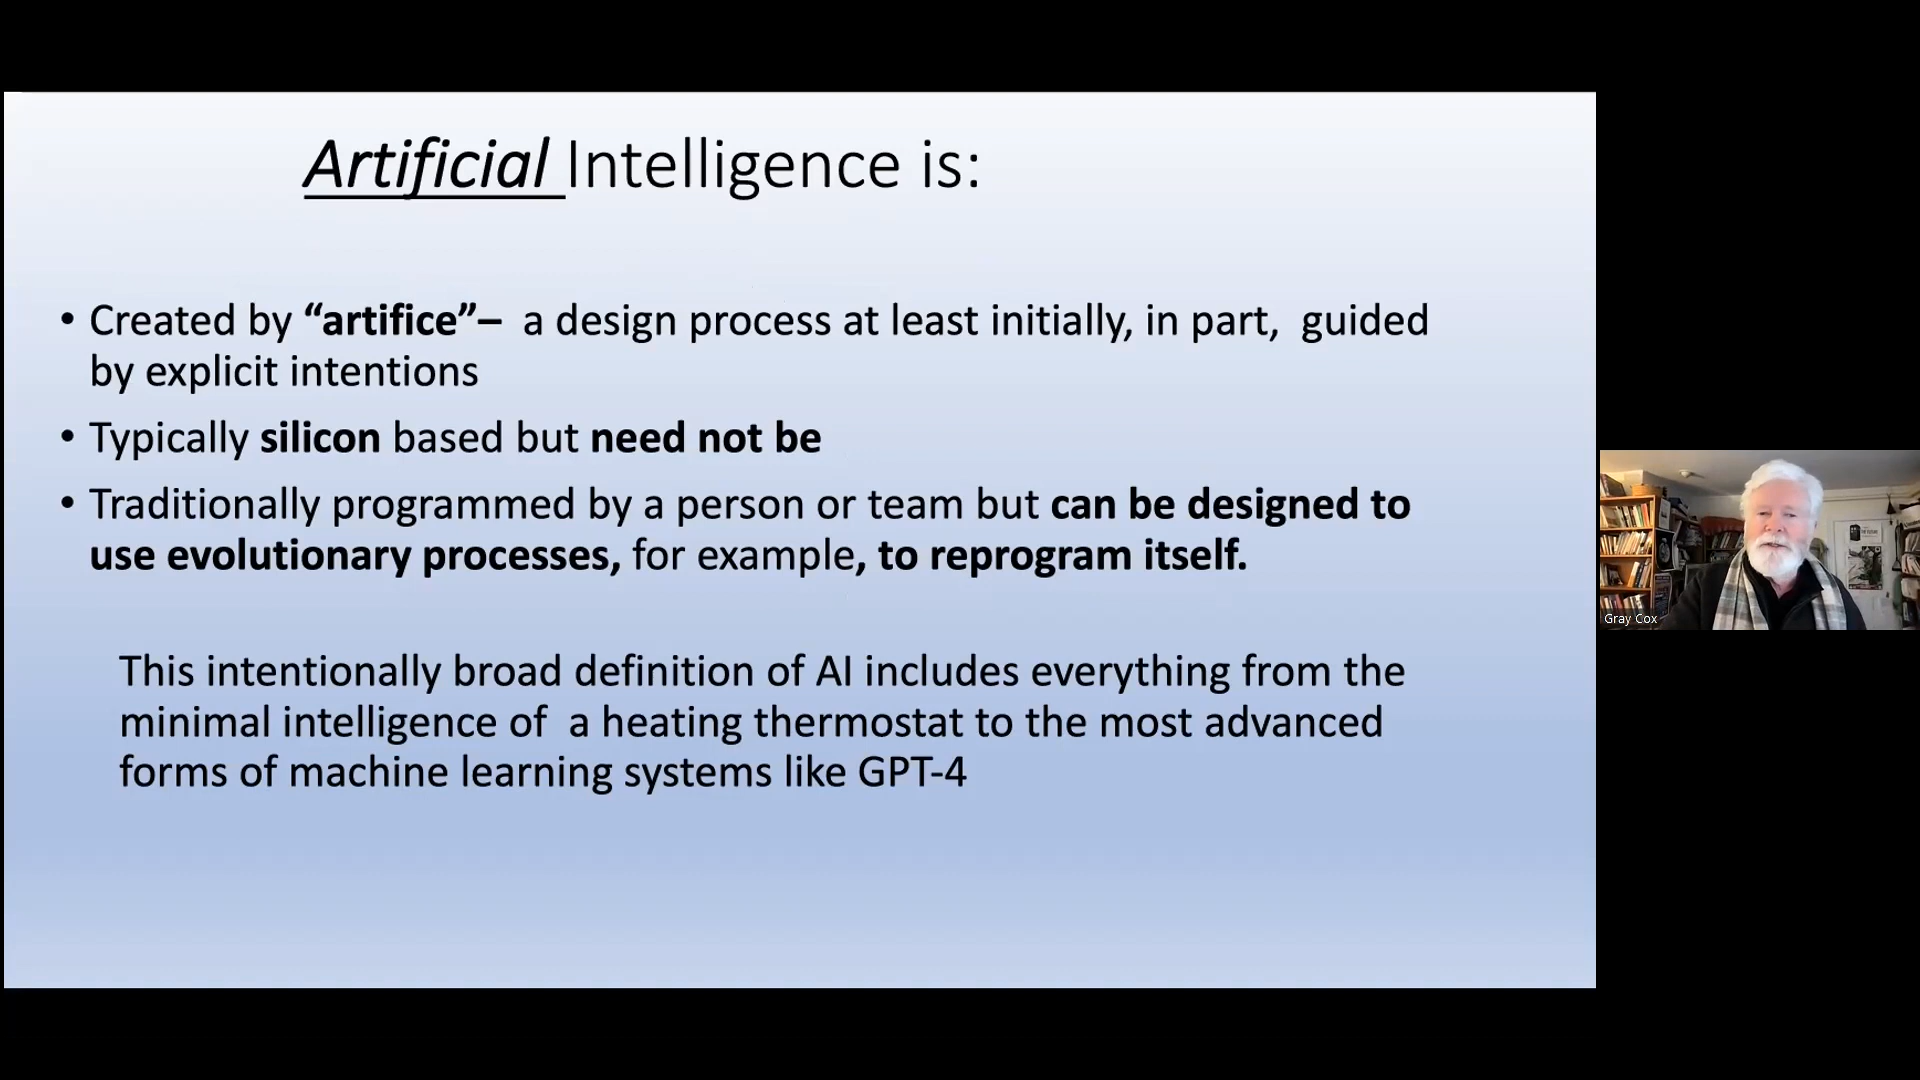 Artificial Intelligence is:
• Created by “artifice”– a design process at least initially, in part, guided
by explicit intentions
• Typically silicon based but need not be
• Traditionally programmed by a person or team but can be designed to
use evolutionary processes, for example, to reprogram itself.
This intentionally broad definition of AI includes everything from the
minimal intelligence of a heating thermostat to the most advanced
forms of machine learning systems like GPT-4
Gray Cox